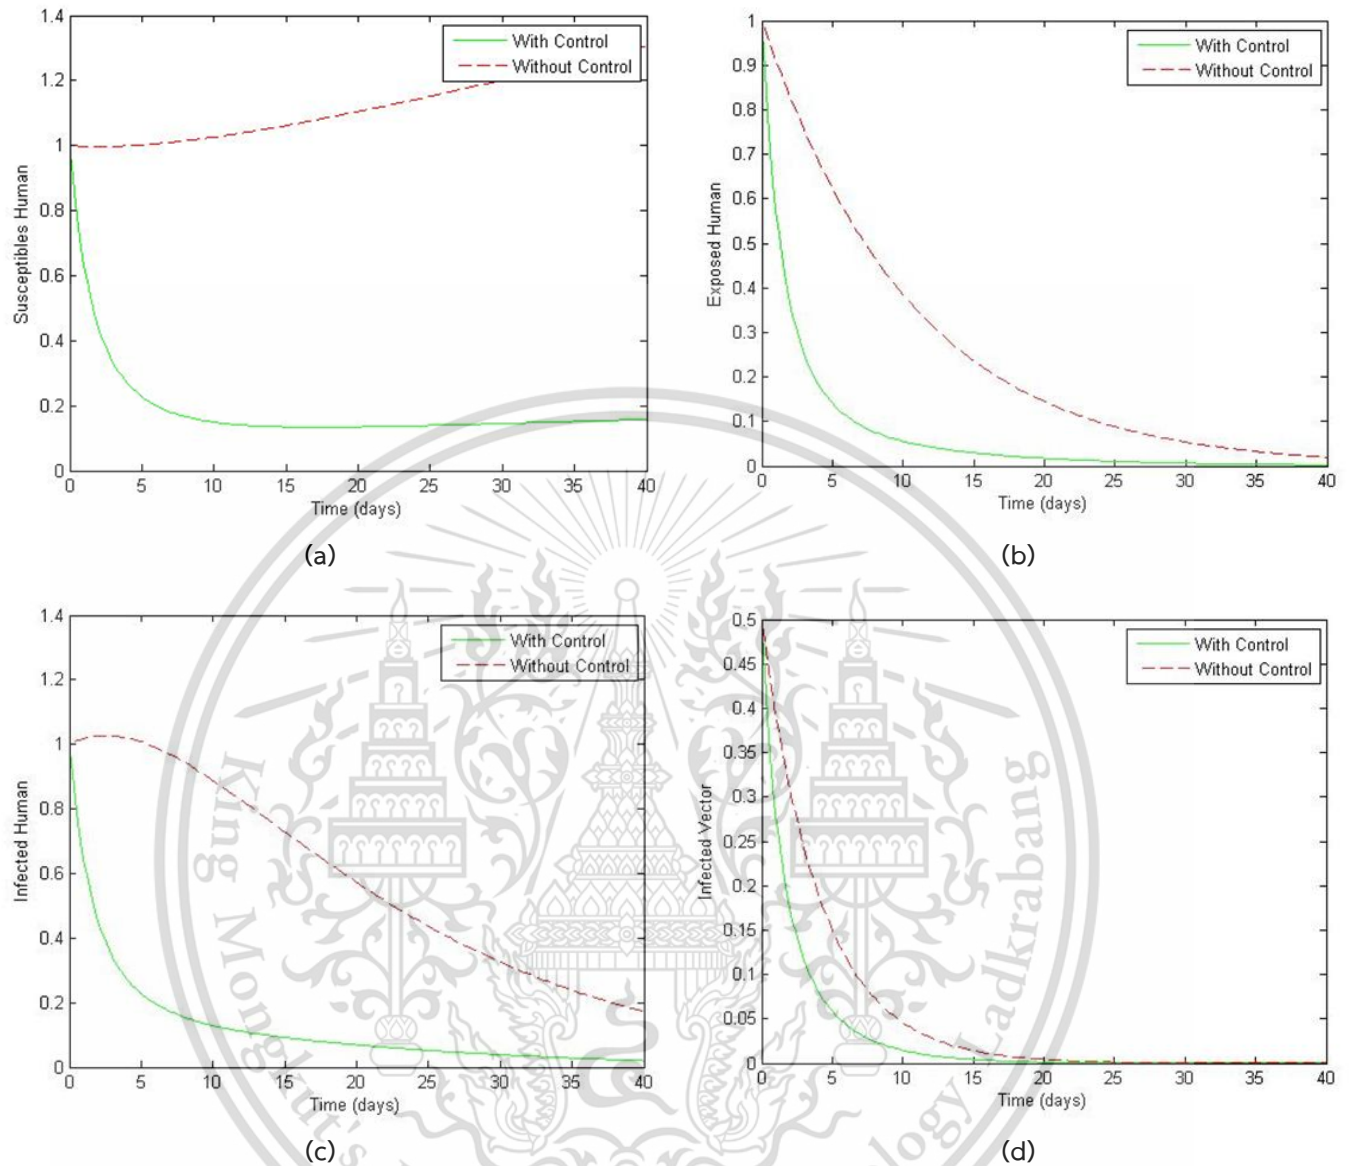 1.4
1.2
1
0.8
0.6
0.4
0.2
0
Susceptibles Human
With Control
Without Control
0 5 10 15 20 25 30 35 40
Time (days)
(a)
1
0.9
0.8
0.7
0.6
0.5
0.4
0.3
0.2
0.1
0
Exposed Human
With Control
Without Control
0 5 10 15 20 25 30 35 40
Time (days)
(b)
1.4
1.2
1
0.8
0.6
0.4
0.2
0
Infected Human
With Control
Without Control
0 5 10 15 20 25 30 35 40
Time (days)
(c)
0.5
0.45
0.4
0.35
0.3
0.25
0.2
0.15
0.1
0.05
0
Infected Vector
With Control
Without Control
0 5 10 15 20 25 30 35 40
Time (days)
(d)
King Mongkut's
ology Ladkrabang